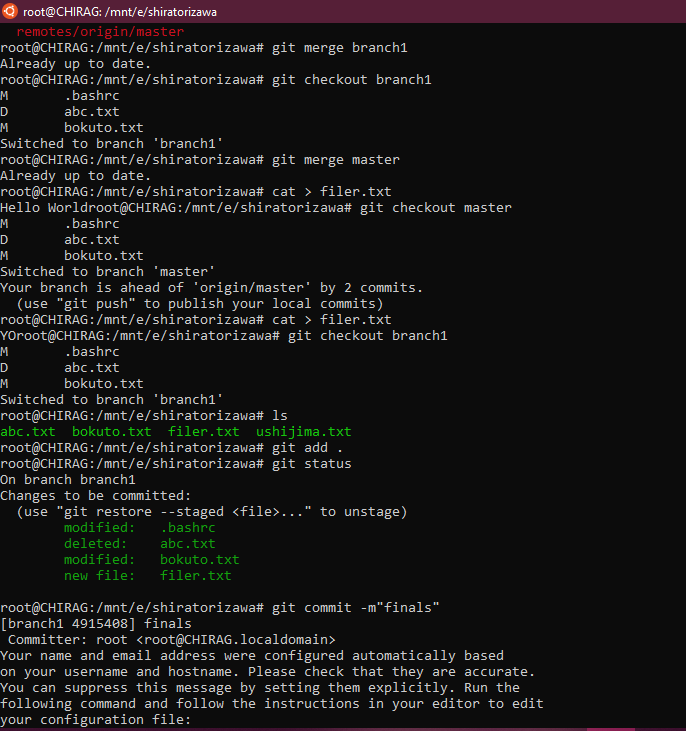 root@CHIRAG: /mnt/e/shiratorizawa
remotes/origin/master
root@CHIRAG:/mnt/e/shiratorizawa# git merge branch1
Already up to date.
root@CHIRAG:/mnt/e/shiratorizawa# git checkout branch1
M       .bashrc
D       abc.txt
M       bokuto.txt
Switched to branch 'branch1'
root@CHIRAG:/mnt/e/shiratorizawa# git merge master
Already up to date.
root@CHIRAG:/mnt/e/shiratorizawa# cat > filer.txt
Hello Worldroot@CHIRAG:/mnt/e/shiratorizawa# git checkout master
M       .bashrc
D       abc.txt
M       bokuto.txt
Switched to branch 'master'
Your branch is ahead of 'origin/master' by 2 commits.
  (use "git push" to publish your local commits)
root@CHIRAG:/mnt/e/shiratorizawa# cat > filer.txt
YOroot@CHIRAG:/mnt/e/shiratorizawa# git checkout branch1
M       .bashrc
D       abc.txt
M       bokuto.txt
Switched to branch 'branch1'
root@CHIRAG:/mnt/e/shiratorizawa# ls
abc.txt  bokuto.txt  filer.txt  ushijima.txt
root@CHIRAG:/mnt/e/shiratorizawa# git add .
root@CHIRAG:/mnt/e/shiratorizawa# git status
On branch branch1
Changes to be committed:
  (use "git restore --staged <file>..." to unstage)
        modified:   .bashrc
        deleted:    abc.txt
        modified:   bokuto.txt
        new file:   filer.txt
root@CHIRAG:/mnt/e/shiratorizawa# git commit -m"finals"
[branch1 4915408] finals
 Committer: root <root@CHIRAG.localdomain>
Your name and email address were configured automatically based
on your username and hostname. Please check that they are accurate.
You can suppress this message by setting them explicitly. Run the
following command and follow the instructions in your editor to edit
your configuration file: